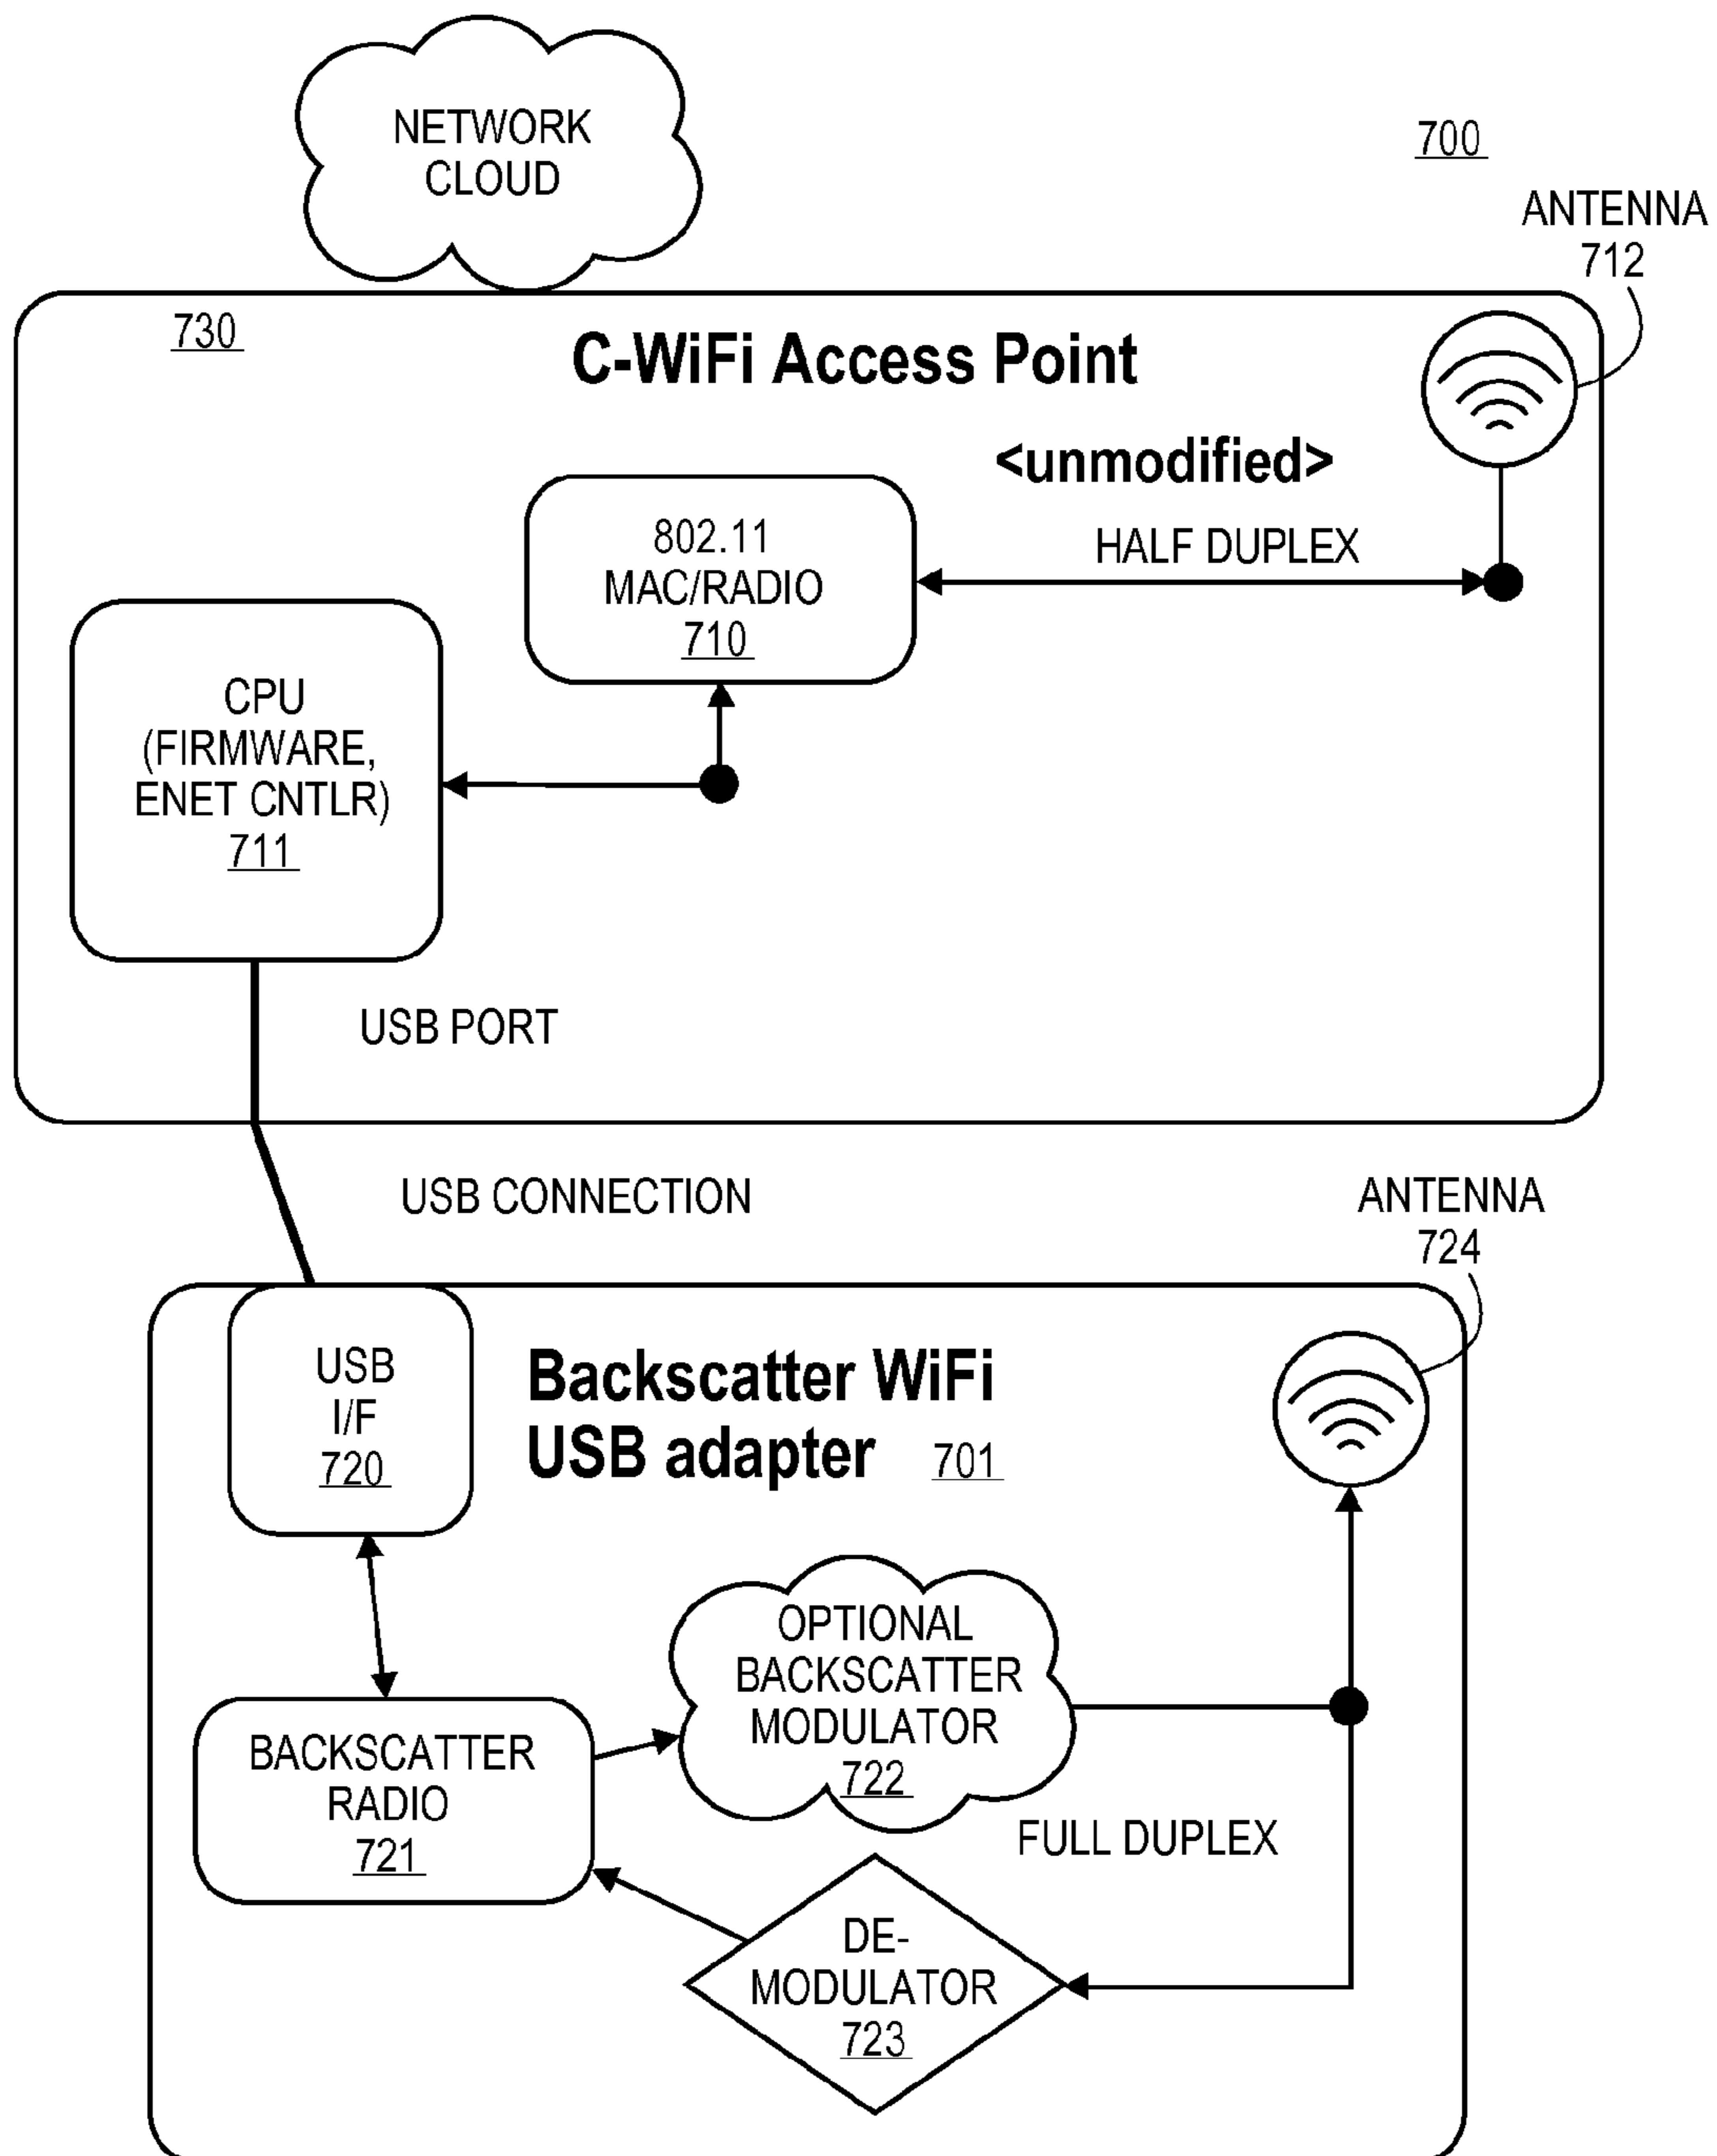 NETWORK
CLOUD
700
ANTENNA
712
730
C-WiFi Access Point
<unmodified>
HALF DUPLEX
802.11
MAC/RADIO
710
CPU
(FIRMWARE,
ENET CNTLR)
711
USB PORT
USB CONNECTION
ANTENNA
724
USB
I/F
720
Backscatter WiFi
USB adapter 701
OPTIONAL
BACKSCATTER
MODULATOR
722
BACKSCATTER
RADIO
721
FULL DUPLEX
DE-
MODULATOR
723